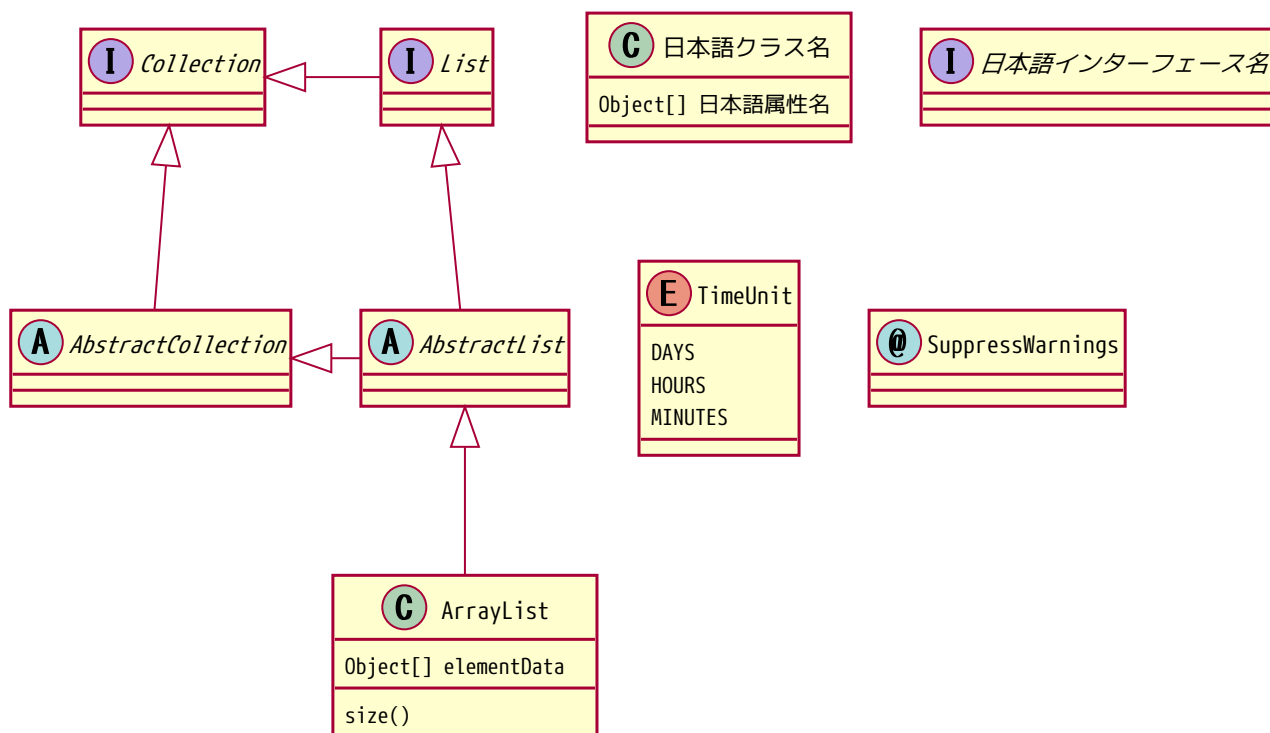 I Collection
I List
C 日本語クラス名
Object[] 日本語属性名
I 日本語インターフェース名
A AbstractCollection
A AbstractList
E TimeUnit
DAYS
HOURS
MINUTES
@ SuppressWarnings
C ArrayList
Object[] elementData
size()